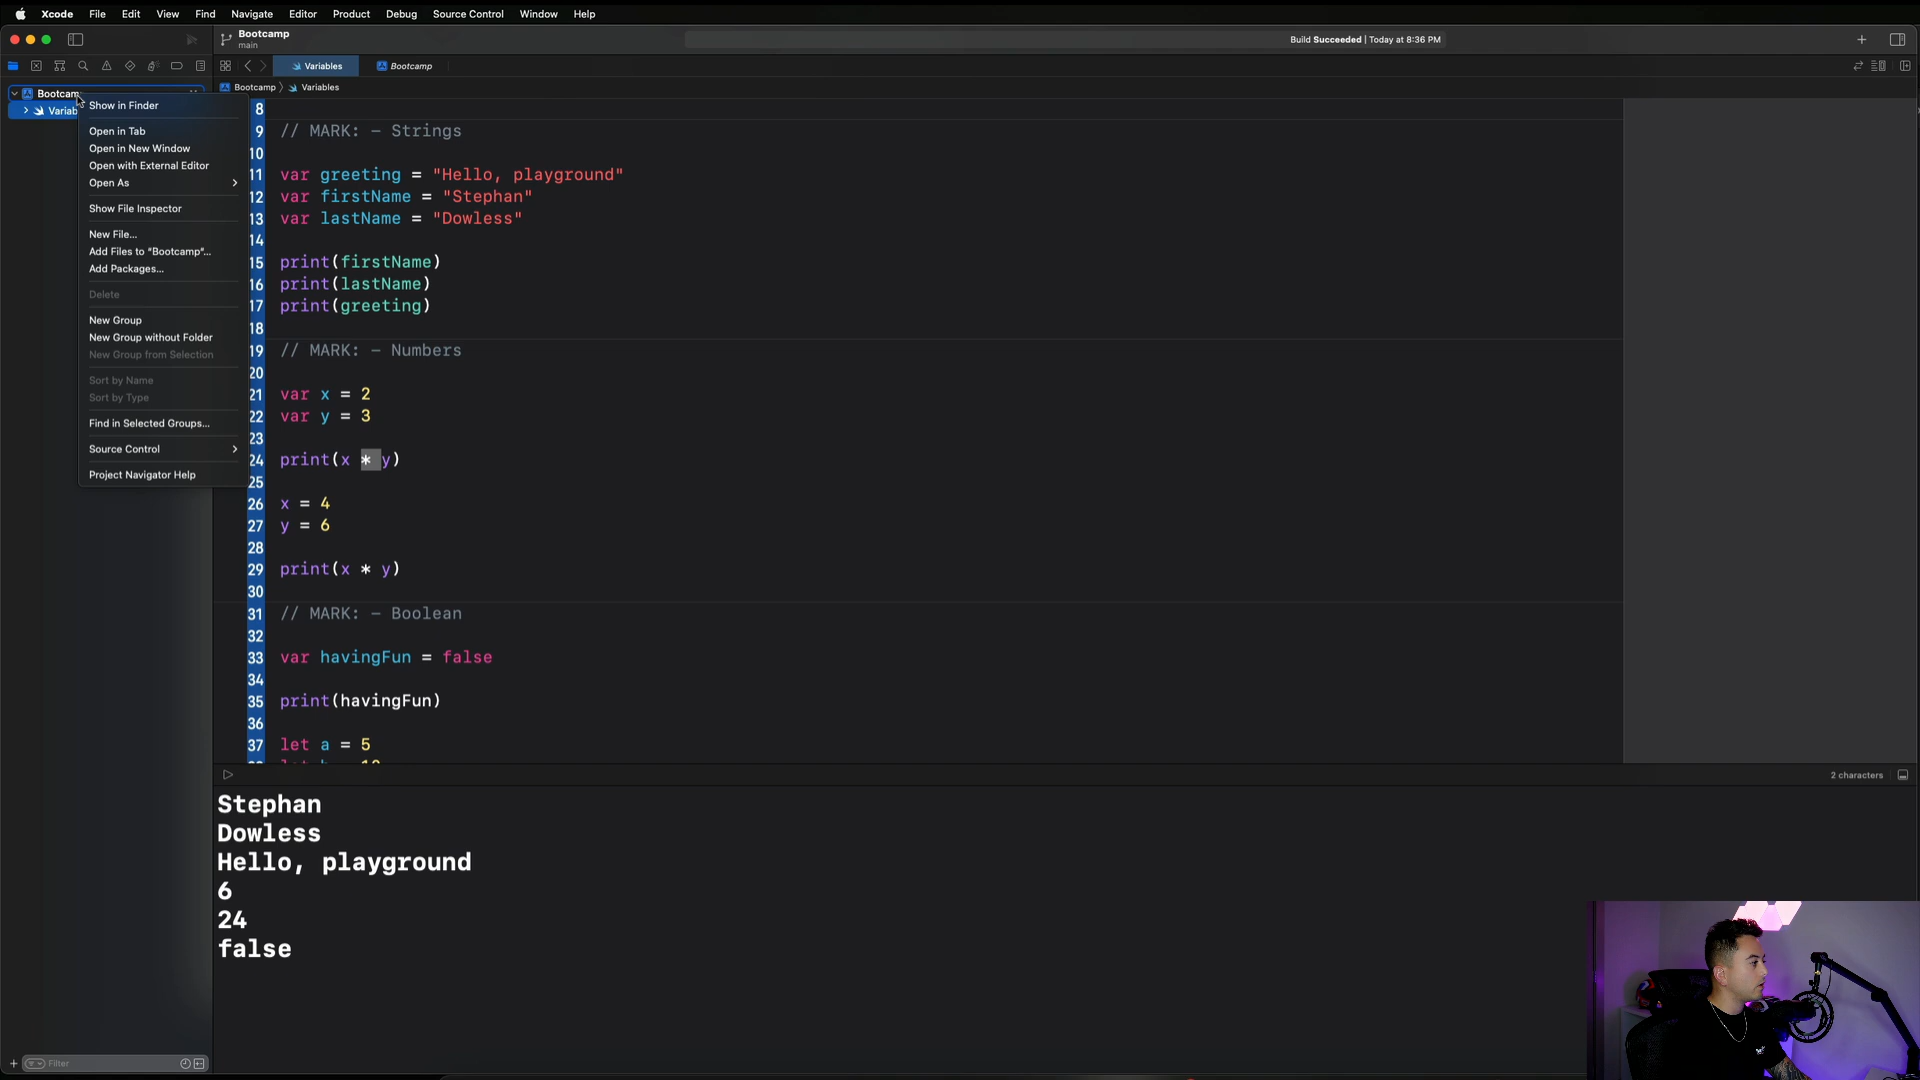 Xcode File Edit View Find Navigate Editor Product Debug Source Control Window Help
Bootcamp
main
Build Succeeded | Today at 8:36 PM
Variables
Bootcamp
Bootcamp
Variables
Bootcam
Variab
Show in Finder
Open in Tab
Open in New Window
Open with External Editor
Open As
Show File Inspector
New File...
Add Files to “Bootcamp”...
Add Packages...
Delete
New Group
New Group without Folder
New Group from Selection
Sort by Name
Sort by Type
Find in Selected Groups...
Source Control
Project Navigator Help
8
9 // MARK: - Strings
10
11 var greeting = "Hello, playground"
12 var firstName = "Stephan"
13 var lastName = "Dowless"
14
15 print(firstName)
16 print(lastName)
17 print(greeting)
18
19 // MARK: - Numbers
20
21 var x = 2
22 var y = 3
23
24 print(x * y)
25
26 x = 4
27 y = 6
28
29 print(x * y)
30
31 // MARK: - Boolean
32
33 var havingFun = false
34
35 print(havingFun)
36
37 let a = 5
2 characters
Stephan
Dowless
Hello, playground
6
24
false
Filter